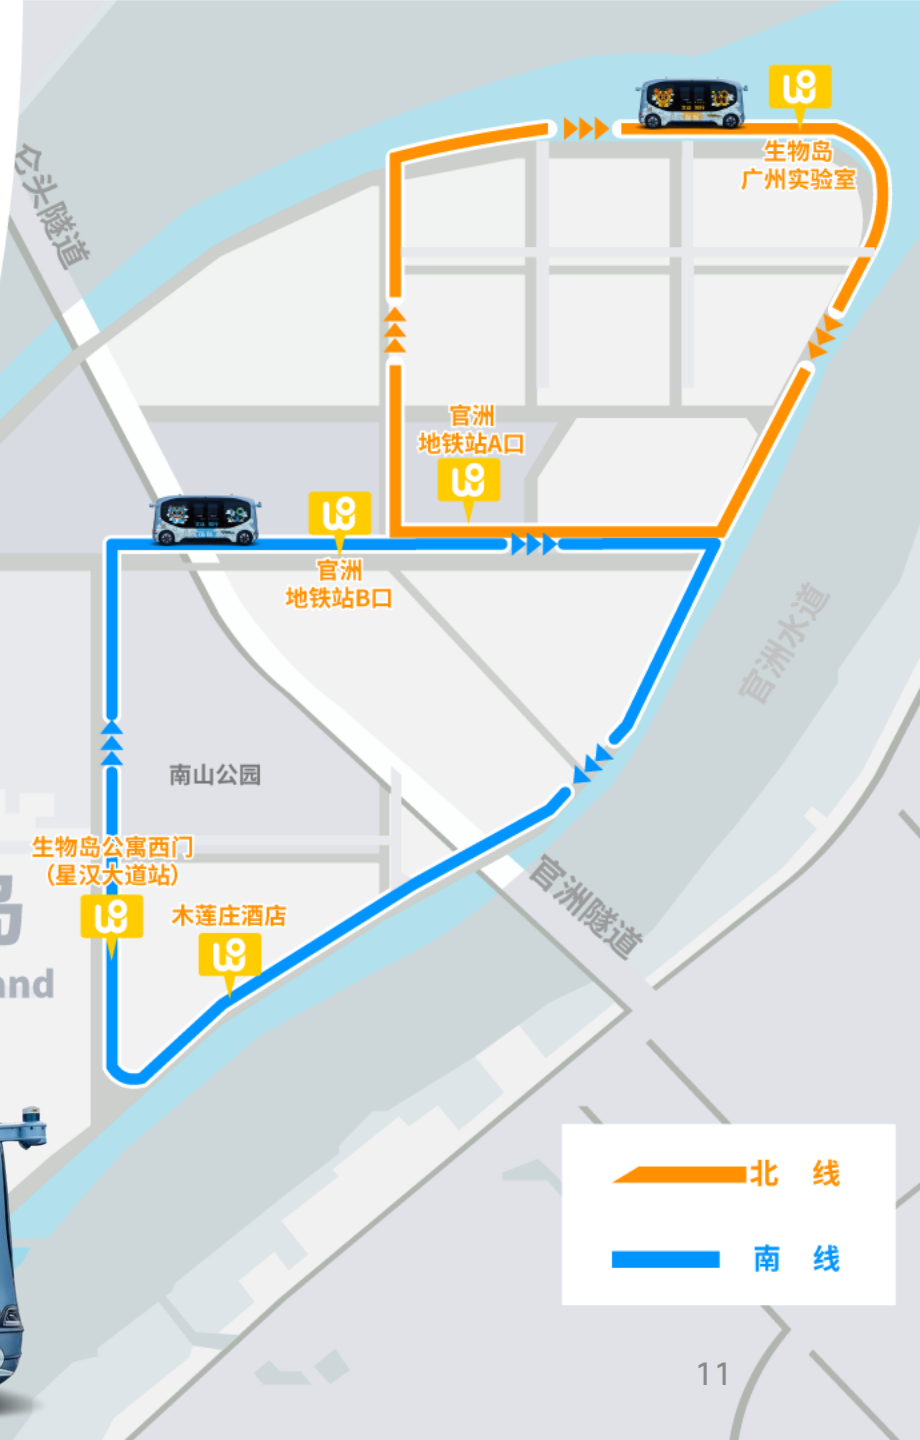 生物岛
广州实验室
仑头隧道
官洲
地铁站A口
官洲
地铁站B口
官洲水道
南山公园
生物岛公寓西门
(星汉大道站)
木莲庄酒店
官洲隧道
岛
and
北 线
南 线
11